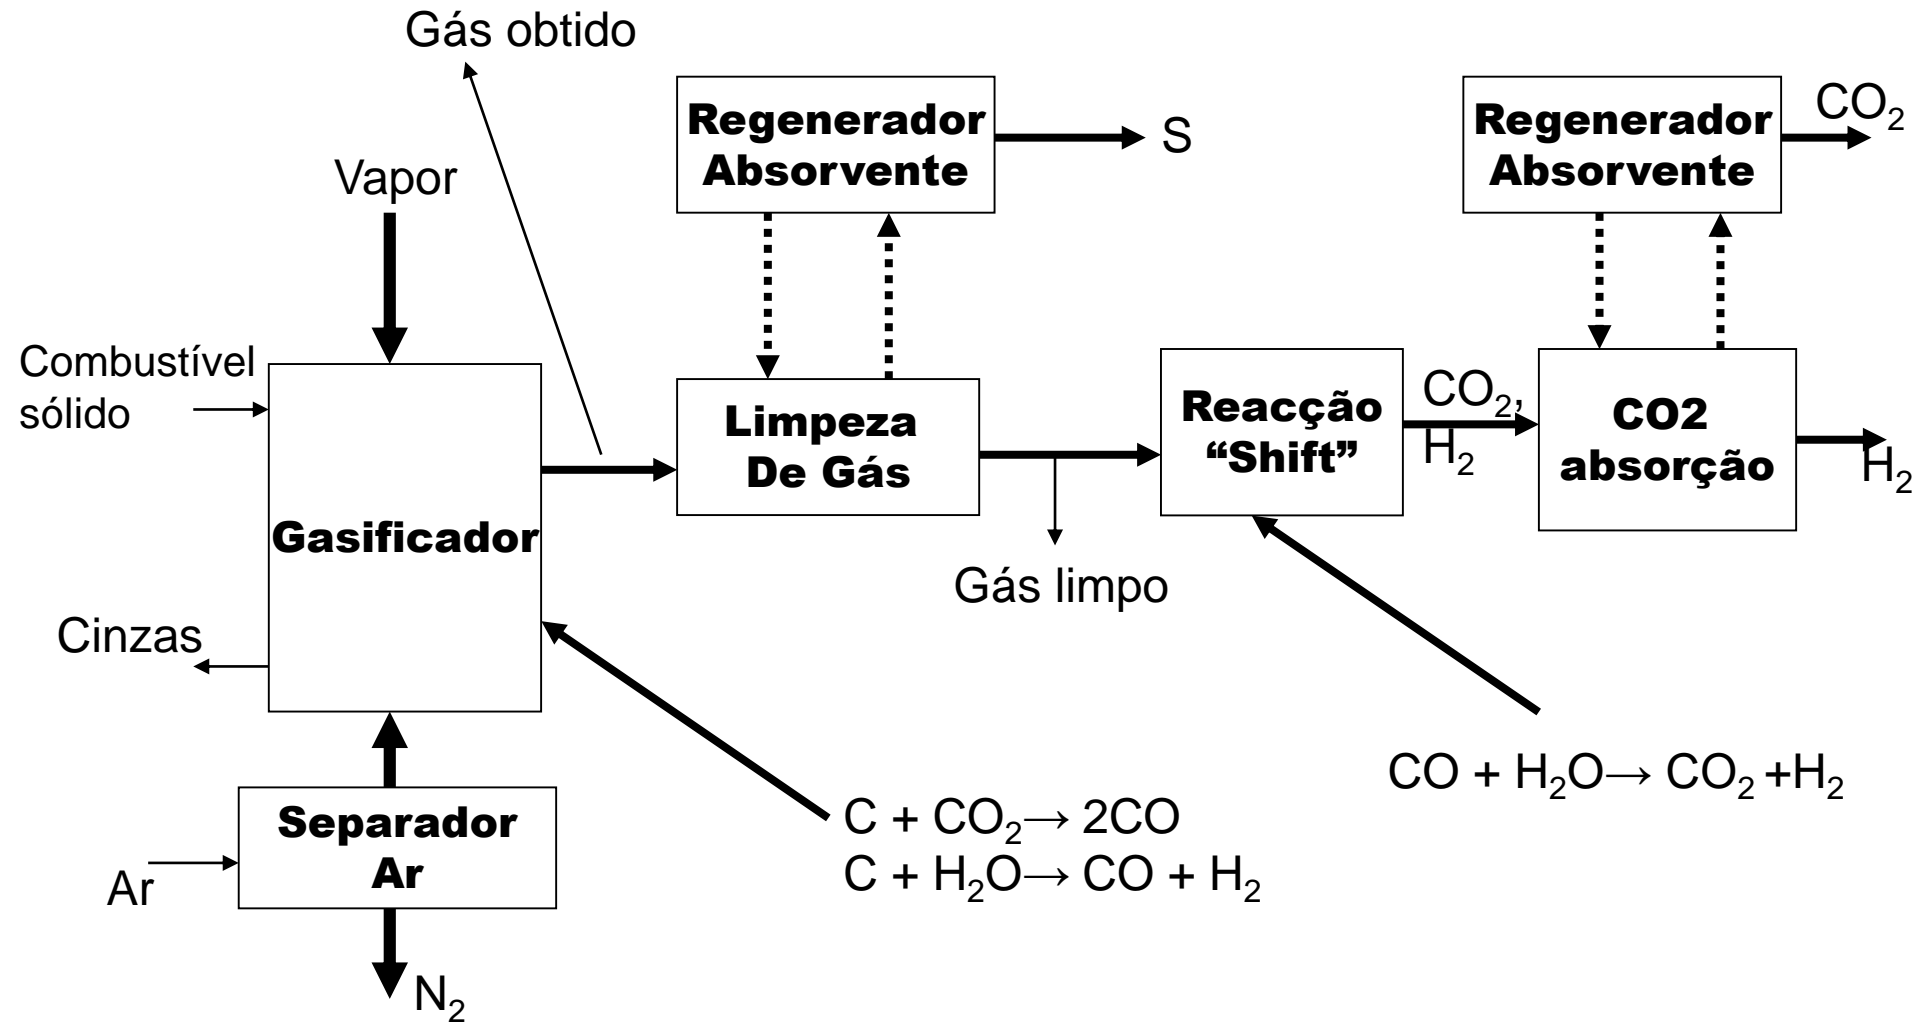 Gás obtido
Regenerador
Absorvente
S
Regenerador
Absorvente
CO₂
Vapor
Combustível
sólido
Limpeza
De Gás
Reacção
“Shift”
CO₂,
H₂
CO2
absorção
H₂
Gasificador
Gás limpo
Cinzas
CO + H₂O→ CO₂ +H₂
Separador
Ar
Ar
C + CO₂→ 2CO
C + H₂O→ CO + H₂
N₂